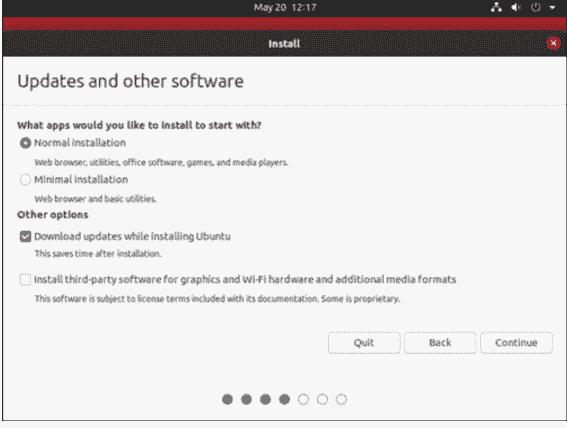 May 20 12:17
Install
Updates and other software
What apps would you like to install to start with?
Normal installation
Web browser, utilities, office software, games, and media players.
Minimal installation
Web browser and basic utilities.
Other options
Download updates while installing Ubuntu
This saves time after installation.
Install third-party software for graphics and Wi-Fi hardware and additional media formats
This software is subject to license terms included with its documentation. Some is proprietary.
Quit Back Continue